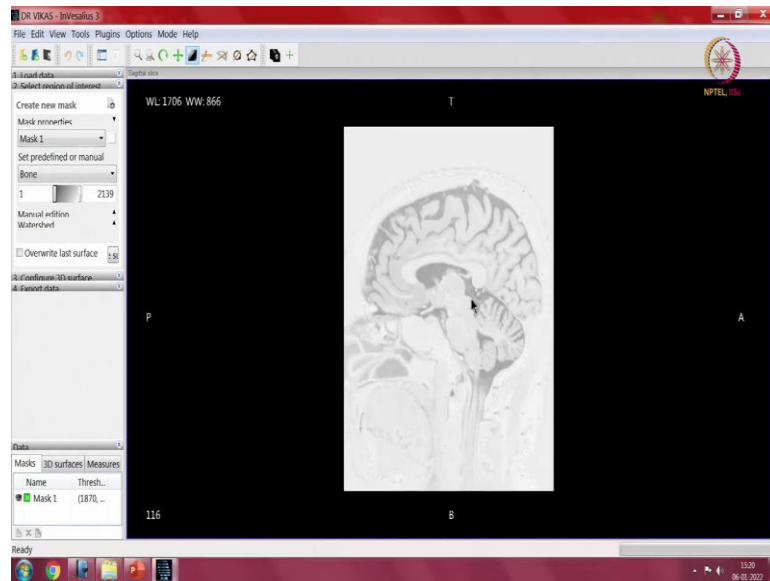 DR VIKAS - InVesalius 3
File Edit View Tools Plugins Options Mode Help
1. Load data
Sagital slice
2. Select region of interest
Create new mask
Mask properties
Mask 1
Set predefined or manual
Bone
1 2139
Manual edition
Watershed
Overwrite last surface
3. Configure 3D surface
4. Export data
WL: 1706 WW: 866
T
NPTEL, IISc
P
A
116
B
Data
Masks 3D surfaces Measures
Name Thresh...
Mask 1 (1870, ...
Ready
15:20
06-01-2022